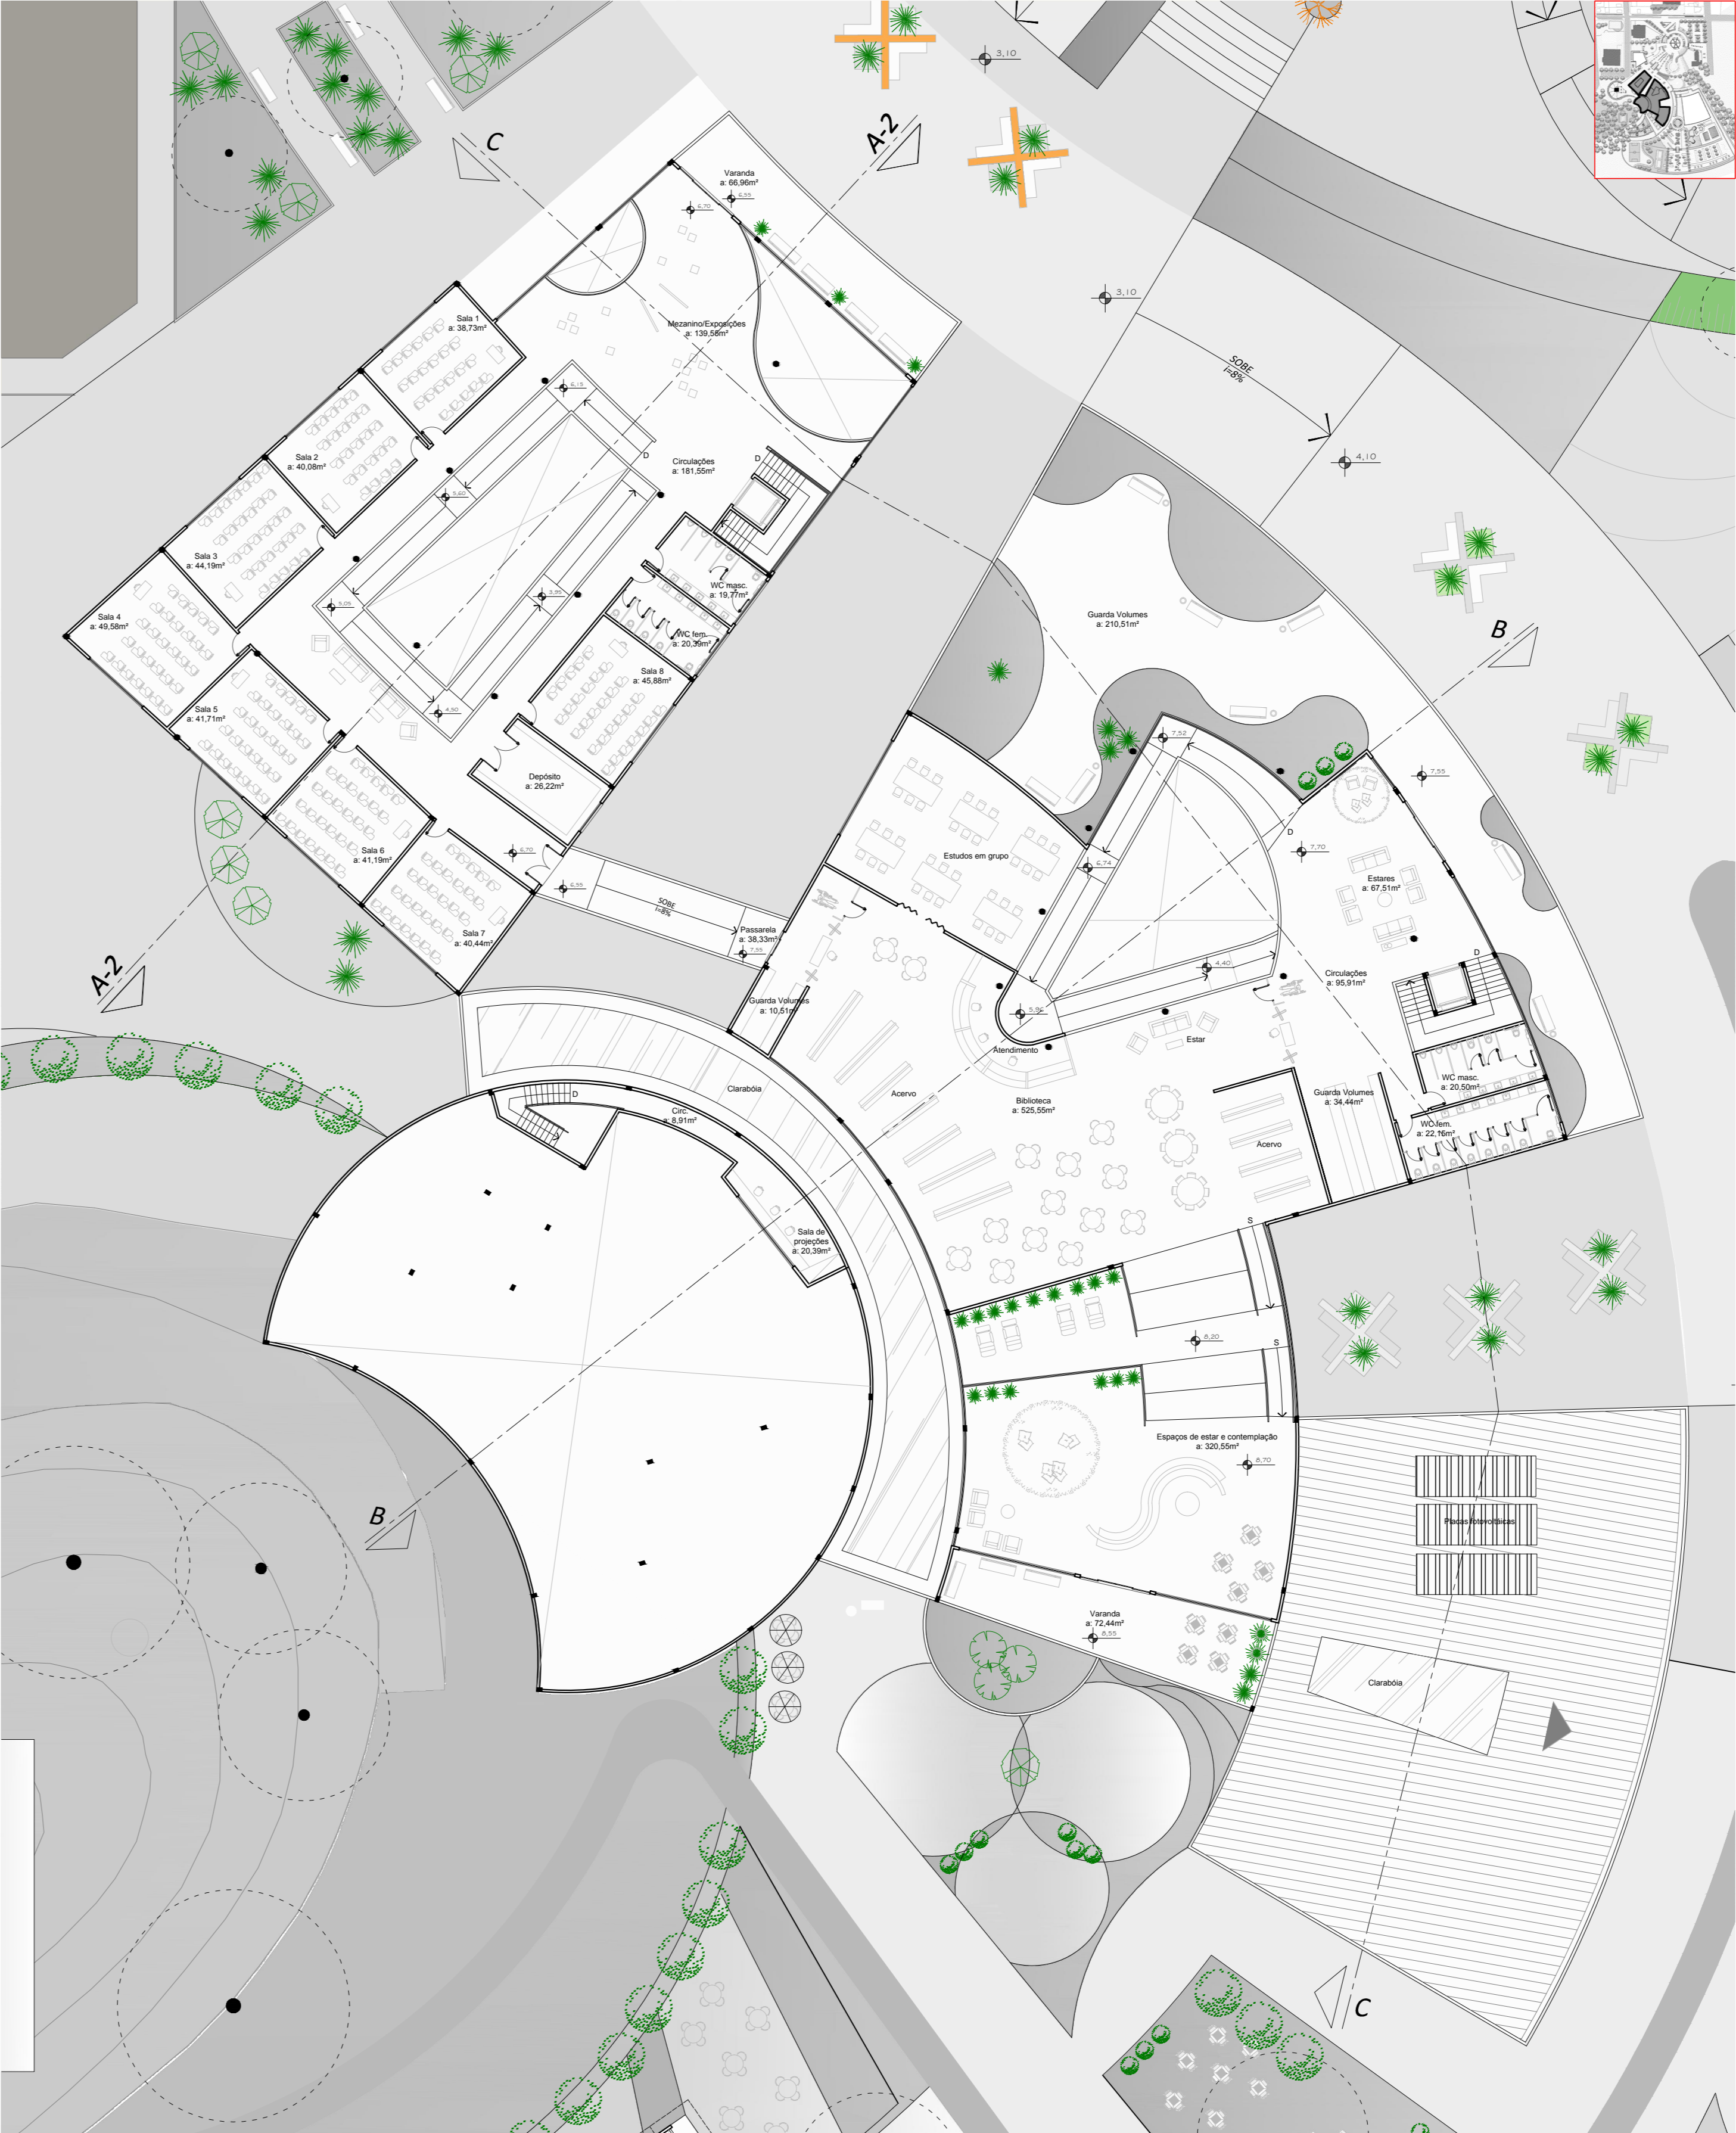 3,10
C
A-2
Varanda
a: 66,96m²
6,55
6,70
3,10
Sala 1
a: 38,73m²
Mezanino/Exposições
a: 139,58m²
SOBE
i=8%
6,15
Sala 2
a: 40,08m²
D
Circulações
a: 181,55m²
D
4,10
5,60
Sala 3
a: 44,19m²
WC masc.
a: 19,77m²
3,95
5,05
Sala 4
a: 49,58m²
Guarda Volumes
a: 210,51m²
WC fem.
a: 20,39m²
B
Sala 8
a: 45,88m²
Sala 5
a: 41,71m²
4,50
7,52
Depósito
a: 26,22m²
7,55
D
Sala 6
a: 41,19m²
6,70
Estudos em grupo
6,74
7,70
Estares
a: 67,51m²
6,55
SOBE
i=8%
Sala 7
a: 40,44m²
Passarela
a: 38,33m²
7,55
A-2
4,40
D
Circulações
a: 95,91m²
Guarda Volumes
a: 10,51m²
5,96
Atendimento
Estar
Clarabóia
Acervo
D
Circ.
a: 8,91m²
Biblioteca
a: 525,55m²
Guarda Volumes
a: 34,44m²
WC masc.
a: 20,50m²
WC fem.
a: 22,16m²
Acervo
Sala de
projeções
a: 20,39m²
S
8,20
S
Espaços de estar e contemplação
a: 320,55m²
8,70
B
Placas fotovoltáicas
Varanda
a: 72,44m²
8,55
Clarabóia
C